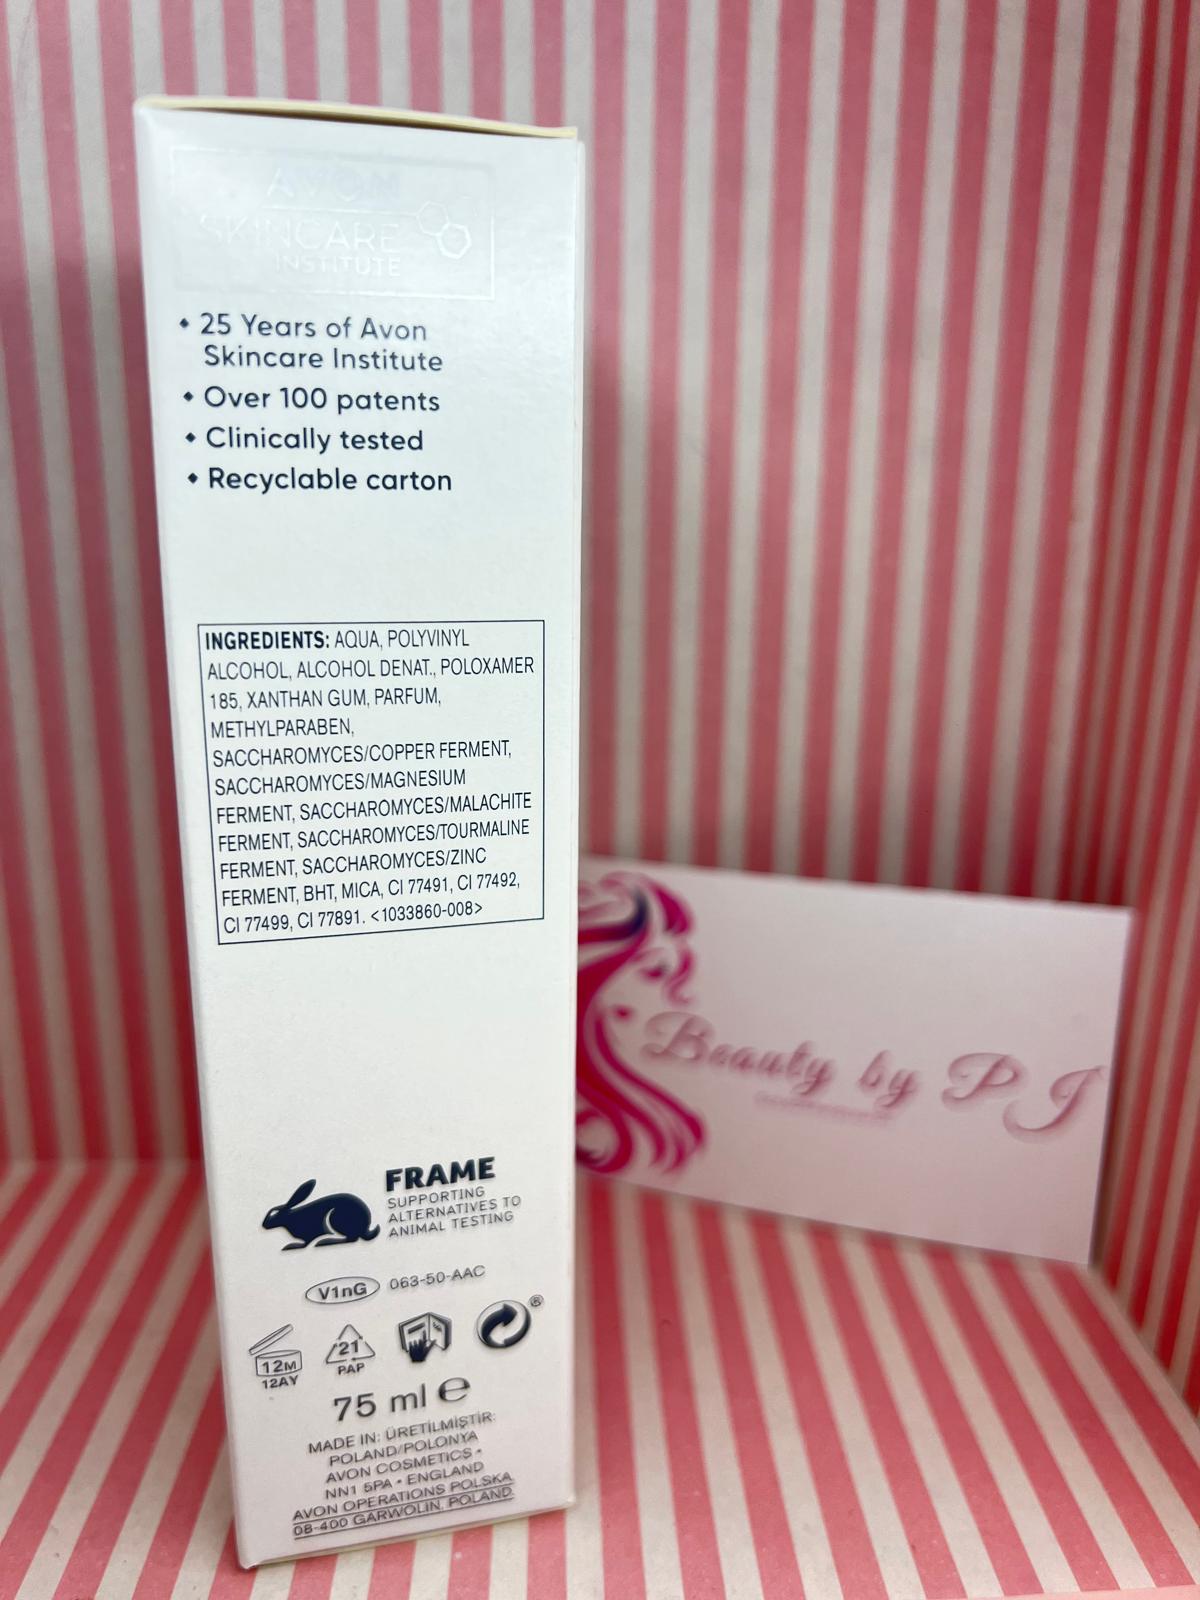 AVON
SKINCARE
INSTITUTE
• 25 Years of Avon
Skincare Institute
• Over 100 patents
• Clinically tested
• Recyclable carton
INGREDIENTS: AQUA, POLYVINYL
ALCOHOL, ALCOHOL DENAT., POLOXAMER
185, XANTHAN GUM, PARFUM,
METHYLPARABEN,
SACCHAROMYCES/COPPER FERMENT,
SACCHAROMYCES/MAGNESIUM
FERMENT, SACCHAROMYCES/MALACHITE
FERMENT, SACCHAROMYCES/TOURMALINE
FERMENT, SACCHAROMYCES/ZINC
FERMENT, BHT, MICA, CI 77491, CI 77492,
CI 77499, CI 77891. <1033860-008>
FRAME
SUPPORTING
ALTERNATIVES TO
ANIMAL TESTING
V1nG 063-50-AAC
12M
12AY
21
PAP
®
75 ml ℮
MADE IN: ÜRETİLMİŞTİR:
POLAND/POLONYA
AVON COSMETICS •
NN1 5PA • ENGLAND
AVON OPERATIONS POLSKA
08-400 GARWOLIN, POLAND.
Beauty by PJ